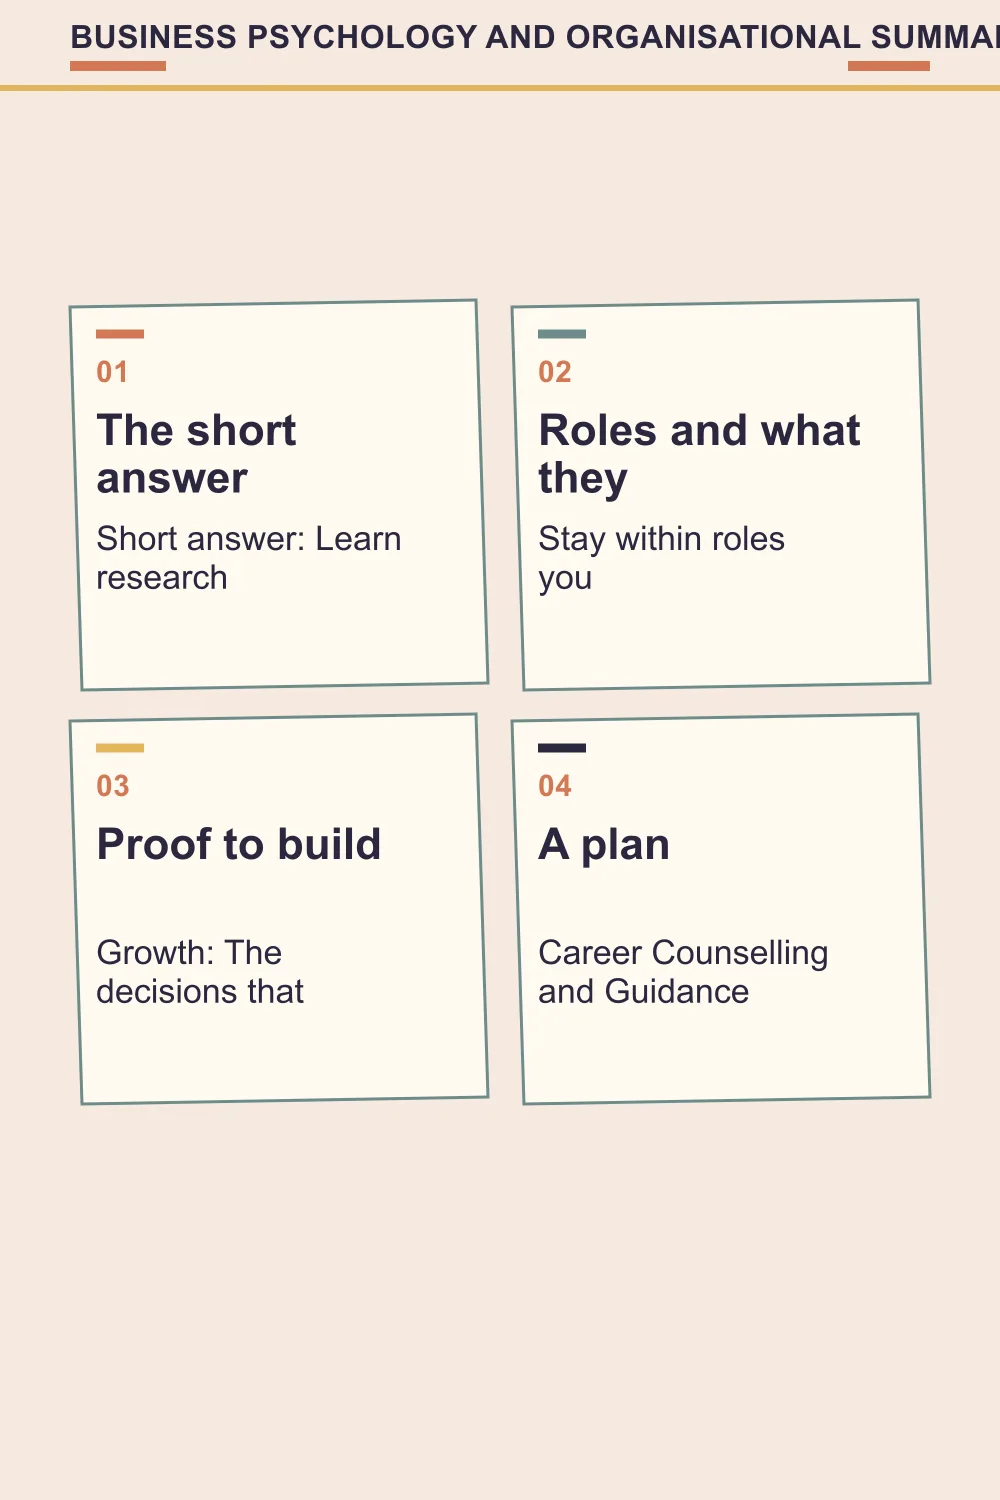 BUSINESS PSYCHOLOGY AND ORGANISATIONAL
01
The short
answer
Short answer: Learn
research
02
Roles and what
they
Stay within roles
you
03
Proof to build
Growth: The
decisions that
04
A plan
Career Counselling
and Guidance